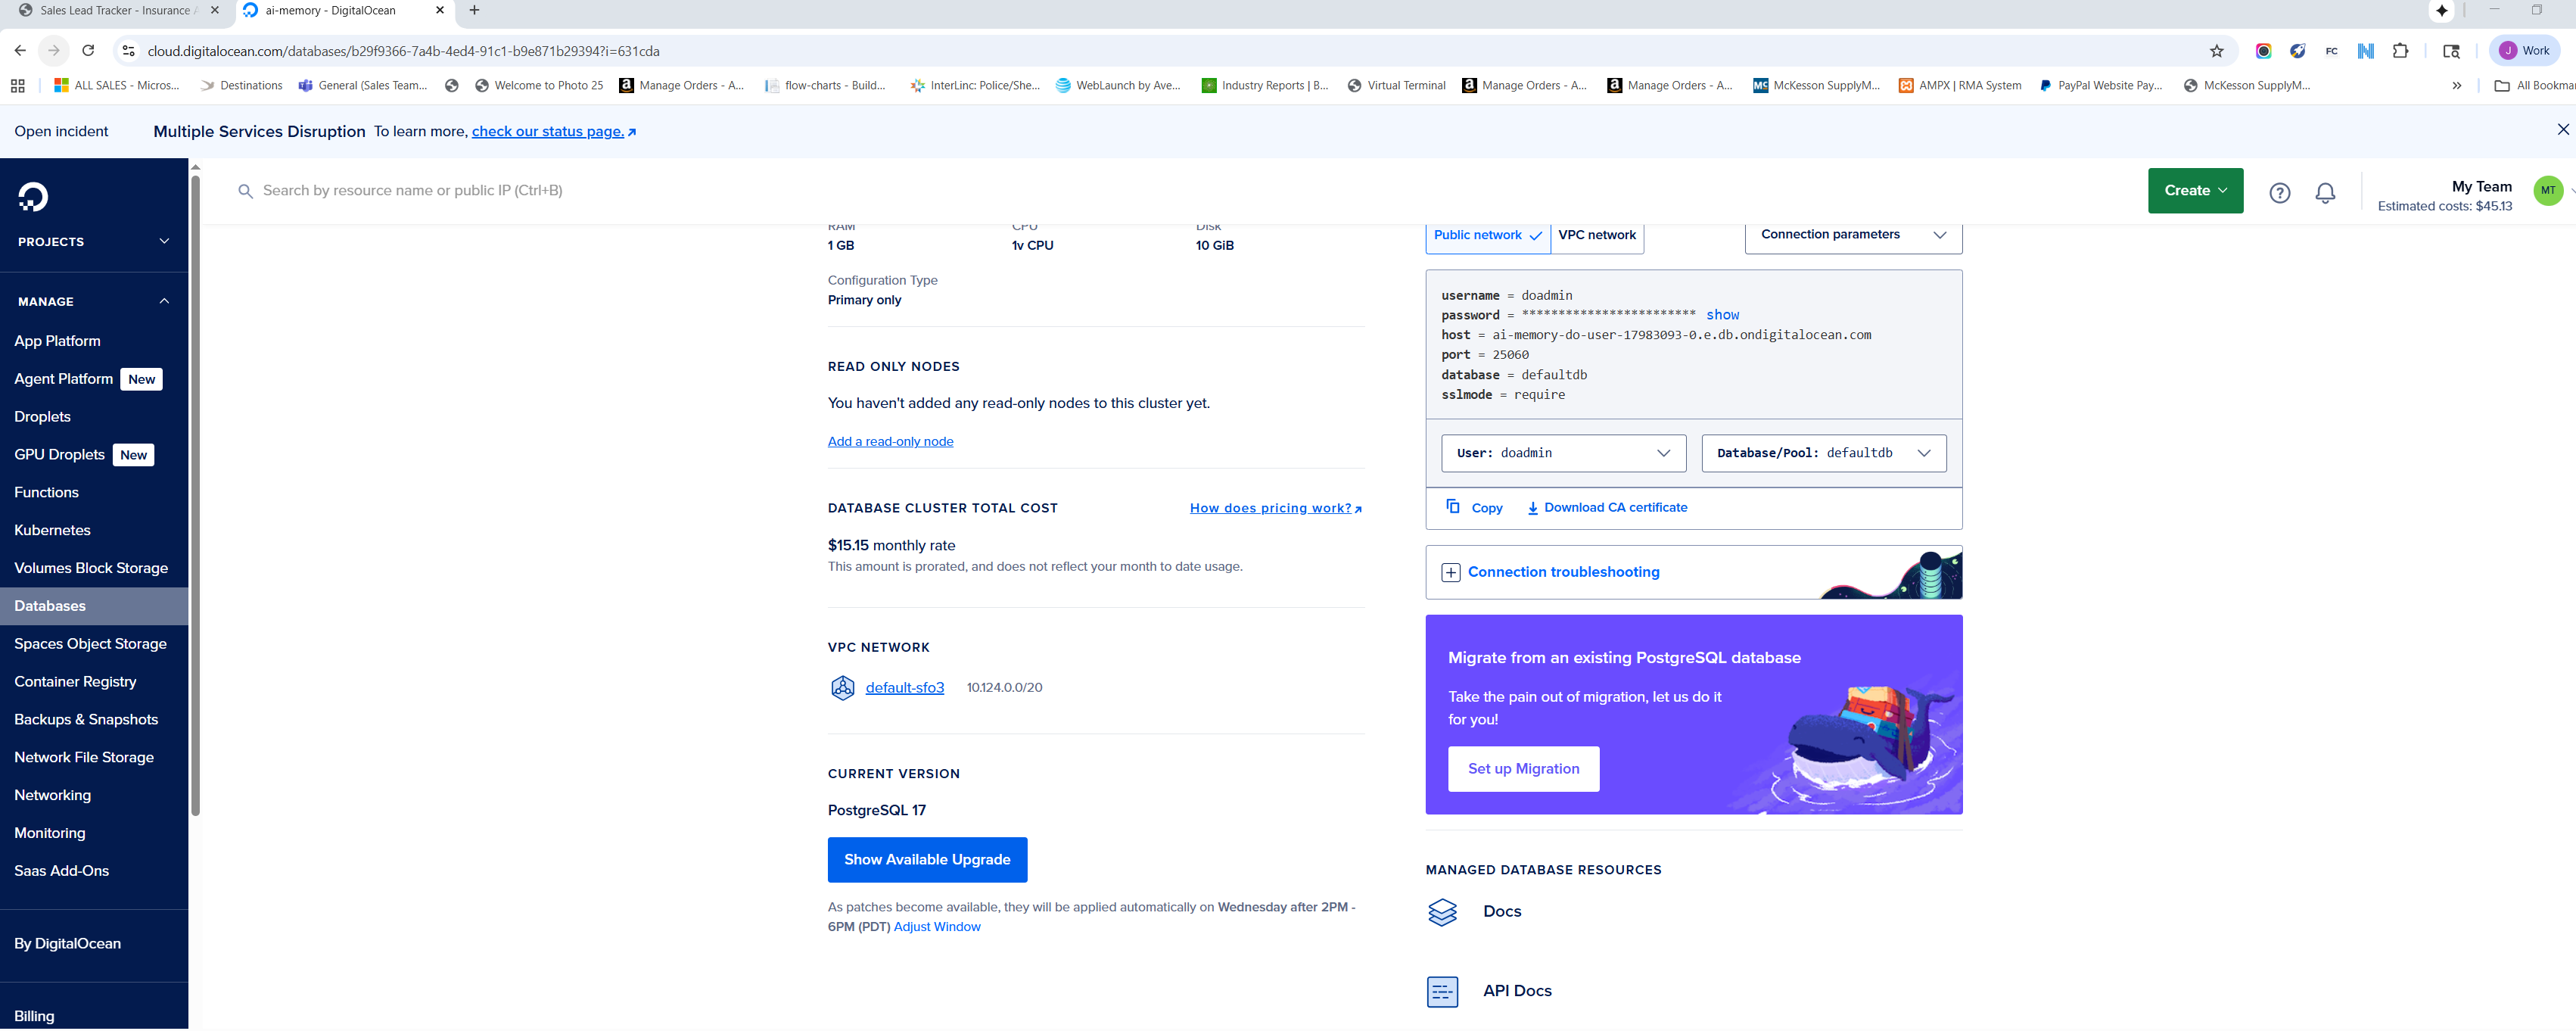 Sales Lead Tracker - Insurance A
ai-memory - DigitalOcean
cloud.digitalocean.com/databases/b29f9366-7a4b-4ed4-91c1-b9e871b29394?i=631cda
FC
J Work
ALL SALES - Micros...
Destinations
General (Sales Team...
Welcome to Photo 25
Manage Orders - A...
flow-charts - Build...
InterLinc: Police/She...
WebLaunch by Ave...
Industry Reports | B...
Virtual Terminal
Manage Orders - A...
Manage Orders - A...
McKesson SupplyM...
AMPX | RMA System
PayPal Website Pay...
McKesson SupplyM...
All Bookmar
Open incident
Multiple Services Disruption To learn more, check our status page.
Search by resource name or public IP (Ctrl+B)
Create
My Team
Estimated costs: $45.13
MT
PROJECTS
MANAGE
App Platform
Agent Platform New
Droplets
GPU Droplets New
Functions
Kubernetes
Volumes Block Storage
Databases
Spaces Object Storage
Container Registry
Backups & Snapshots
Network File Storage
Networking
Monitoring
Saas Add-Ons
By DigitalOcean
Billing
RAM
CPU
Disk
1 GB
1v CPU
10 GiB
Configuration Type
Primary only
READ ONLY NODES
You haven't added any read-only nodes to this cluster yet.
Add a read-only node
DATABASE CLUSTER TOTAL COST
How does pricing work?
$15.15 monthly rate
This amount is prorated, and does not reflect your month to date usage.
VPC NETWORK
default-sfo3
10.124.0.0/20
CURRENT VERSION
PostgreSQL 17
Show Available Upgrade
As patches become available, they will be applied automatically on Wednesday after 2PM -
6PM (PDT) Adjust Window
Public network
VPC network
Connection parameters
username = doadmin
password = ************************ show
host = ai-memory-do-user-17983093-0.e.db.ondigitalocean.com
port = 25060
database = defaultdb
sslmode = require
User: doadmin
Database/Pool: defaultdb
Copy
Download CA certificate
Connection troubleshooting
Migrate from an existing PostgreSQL database
Take the pain out of migration, let us do it
for you!
Set up Migration
MANAGED DATABASE RESOURCES
Docs
API Docs